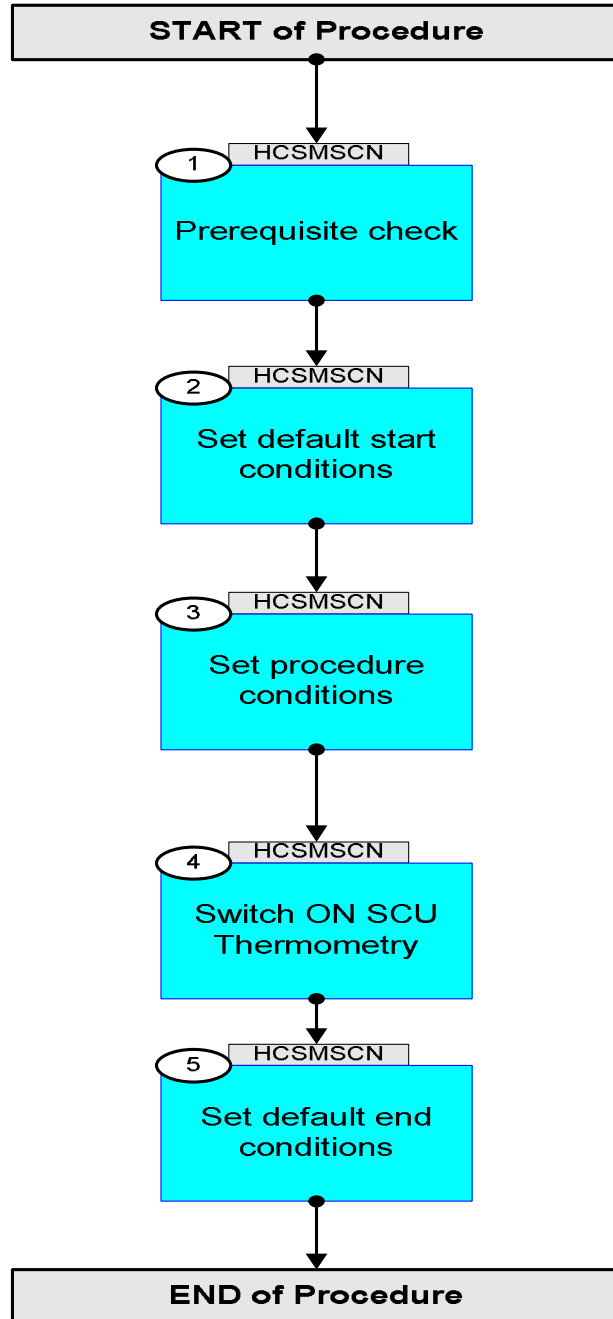 START of Procedure
HCSMSCN
1
Prerequisite check
HCSMSCN
2
Set default start
conditions
HCSMSCN
3
Set procedure
conditions
HCSMSCN
4
Switch ON SCU
Thermometry
HCSMSCN
5
Set default end
conditions
END of Procedure